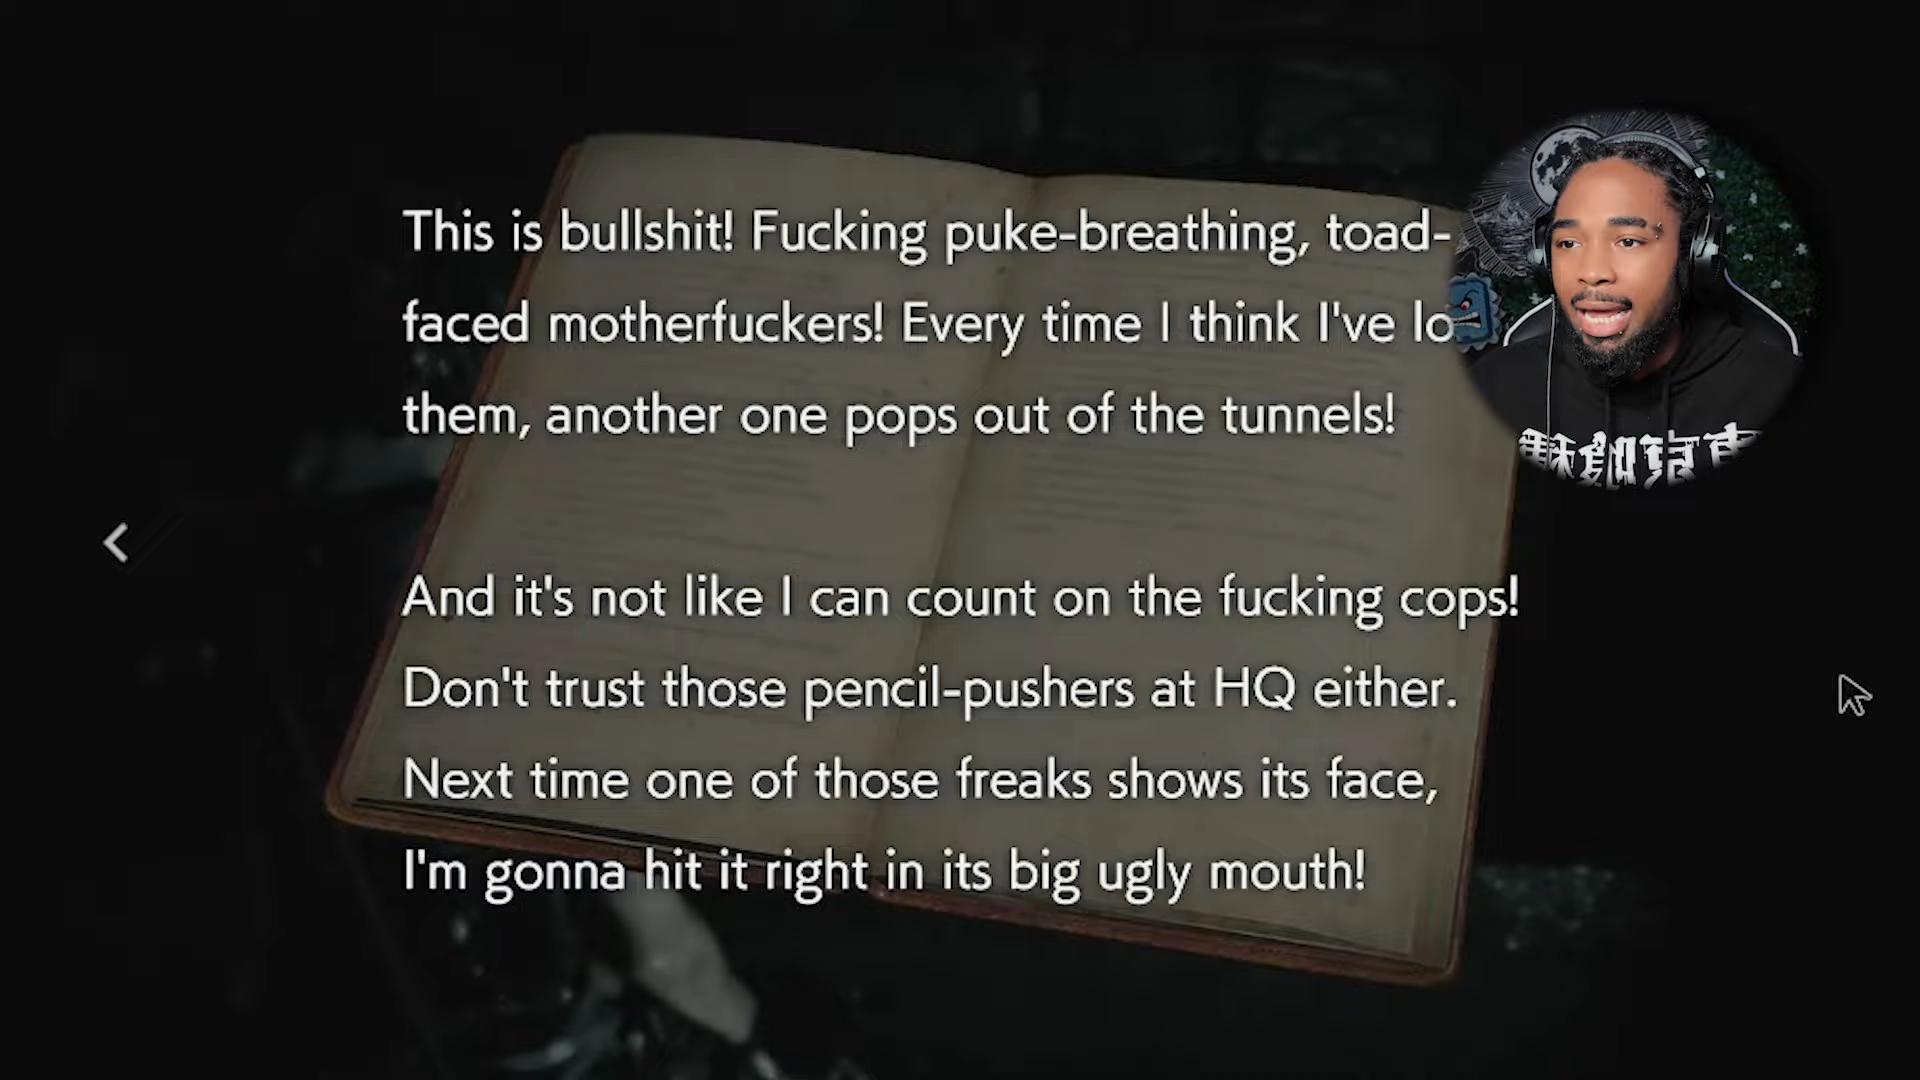 This is bullshit! Fucking puke-breathing, toad-
faced motherfuckers! Every time I think I've lo
them, another one pops out of the tunnels!
And it's not like I can count on the fucking cops!
Don't trust those pencil-pushers at HQ either.
Next time one of those freaks shows its face,
I'm gonna hit it right in its big ugly mouth!